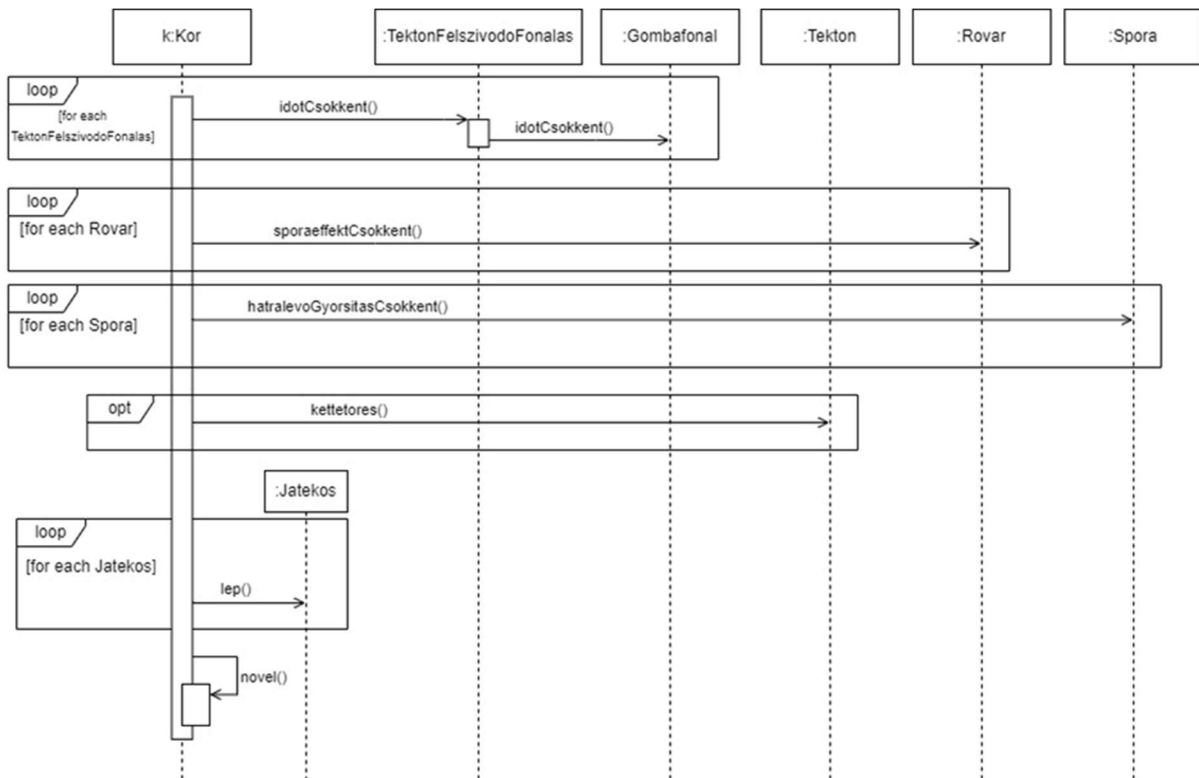 k:Kor
:TektonFelszivodoFonalas
:Gombafonal
:Tekton
:Rovar
:Spora
loop
[for each
TektonFelszivodoFonalas]
idotCsokkent()
idotCsokkent()
loop
[for each Rovar]
sporaeffektCsokkent()
loop
[for each Spora]
hatralevoGyorsitasCsokkent()
opt
kettetores()
:Jatekos
loop
[for each Jatekos]
lep()
novel()